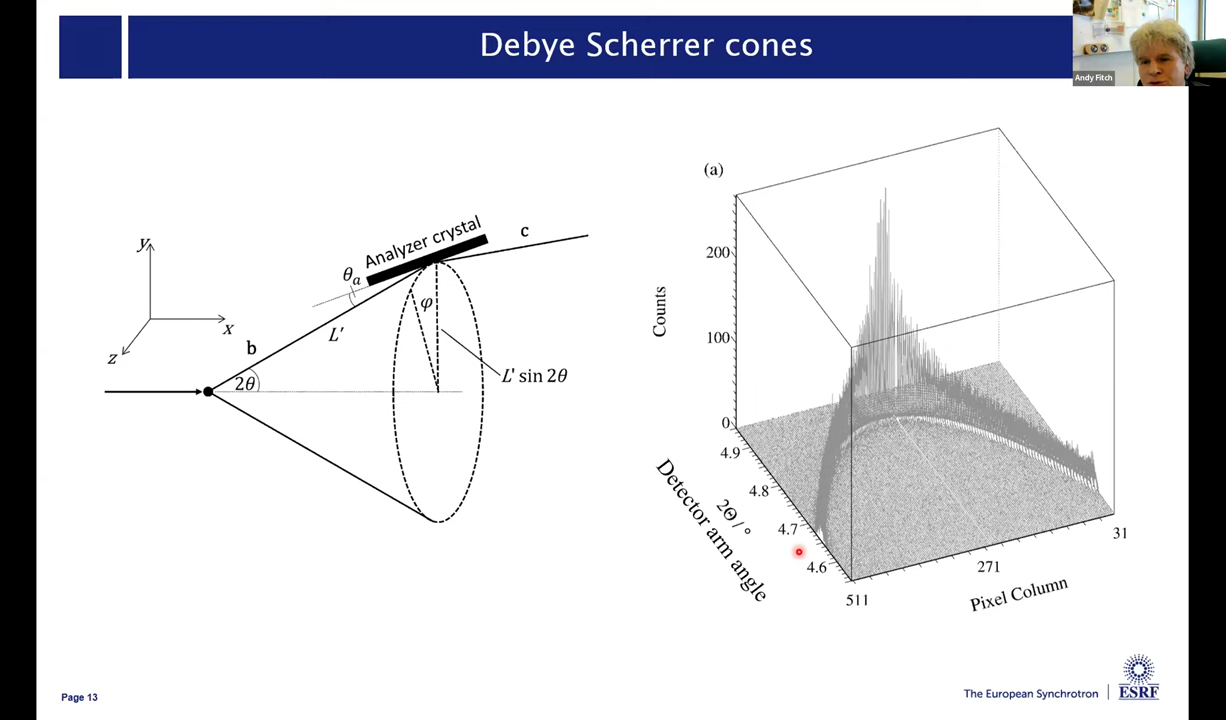 Debye Scherrer cones
Andy Fitch
y
x
z
Analyzer crystal
c
θa
φ
L'
b
2θ
L' sin 2θ
(a)
Counts
200
100
0
4.9
4.8
4.7
4.6
2Θ / °
Detector arm angle
511
271
31
Pixel Column
Page 13
The European Synchrotron
ESRF